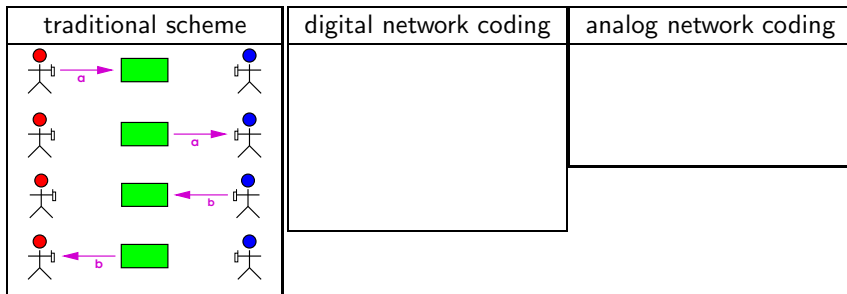 traditional scheme
digital network coding
analog network coding
a
a
b
b